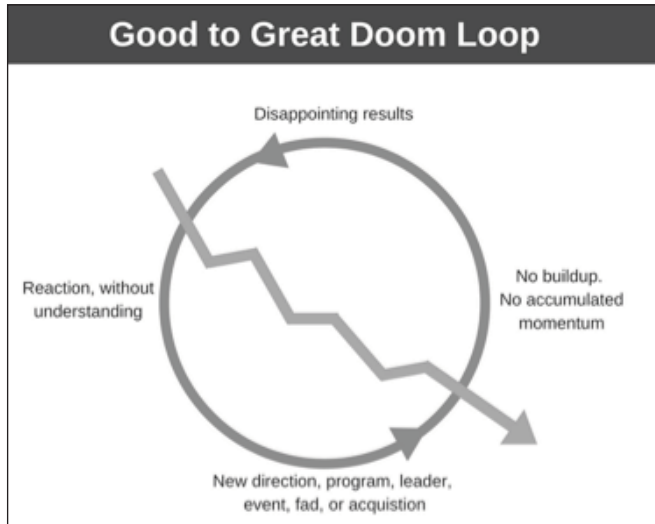 Good to Great Doom Loop
Disappointing results
Reaction, without
understanding
No buildup.
No accumulated
momentum
New direction, program, leader,
event, fad, or acquistion